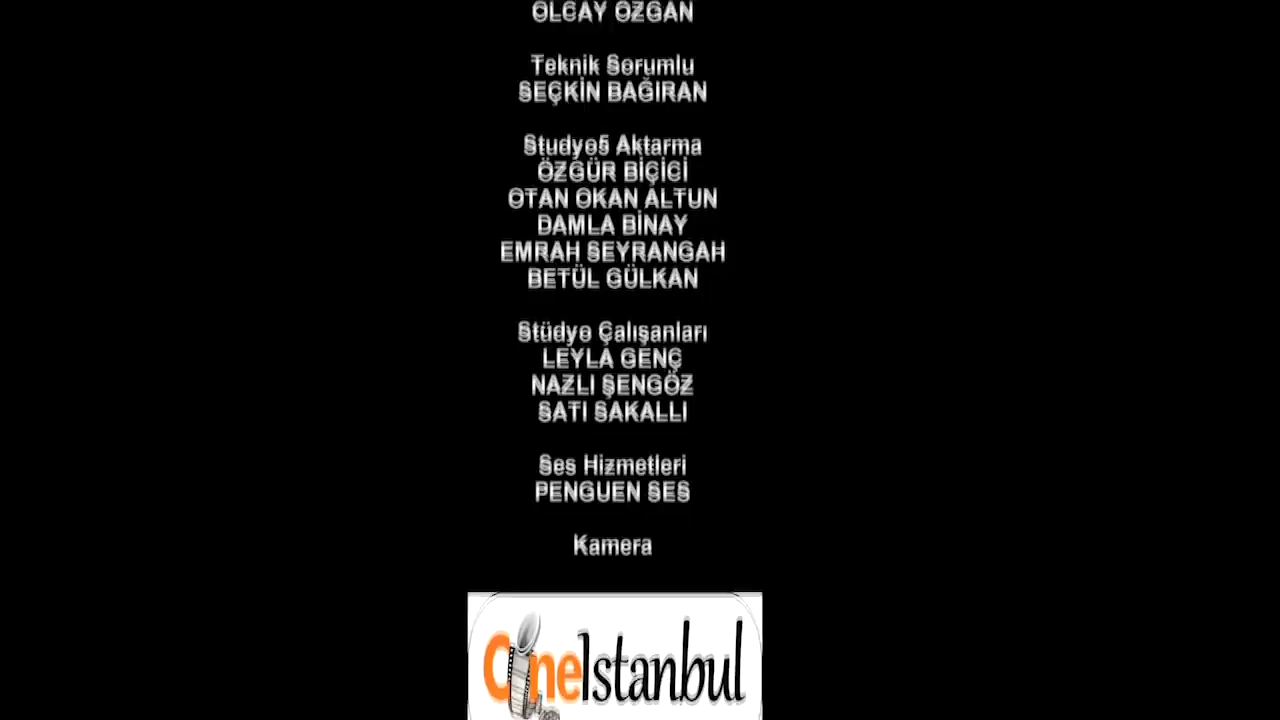 OLCAY ÖZGAN
Teknik Sorumlu
SEÇKİN BAĞIRAN
Studyo5 Aktarma
ÖZGÜR BİÇİCİ
OTAN OKAN ALTUN
DAMLA BİNAY
EMRAH SEYRANGAH
BETÜL GÜLKAN
Stüdyo Çalışanları
LEYLA GENÇ
NAZLI ŞENGÖZ
SATI SAKALLI
Ses Hizmetleri
PENGUEN SES
Kamera
CineIstanbul